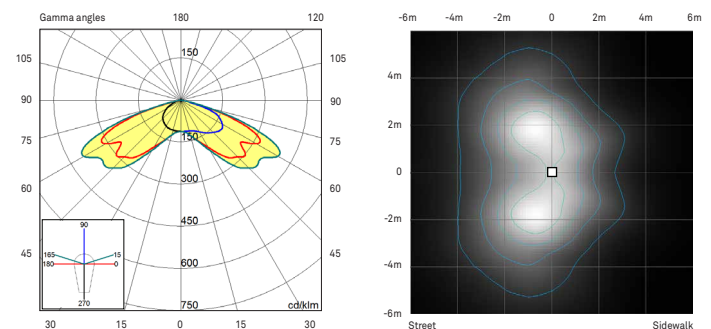 Gamma angles 180 120
-6m -4m -2m 0 2m 4m 6m
150
105 105
4m
90 90
2m
75 150 75
0
300
60 60
-2m
450
90
45 165 15 45
180 0
600
-4m
270
750 cd/klm
-6m
30 15 0 15 30
Street Sidewalk